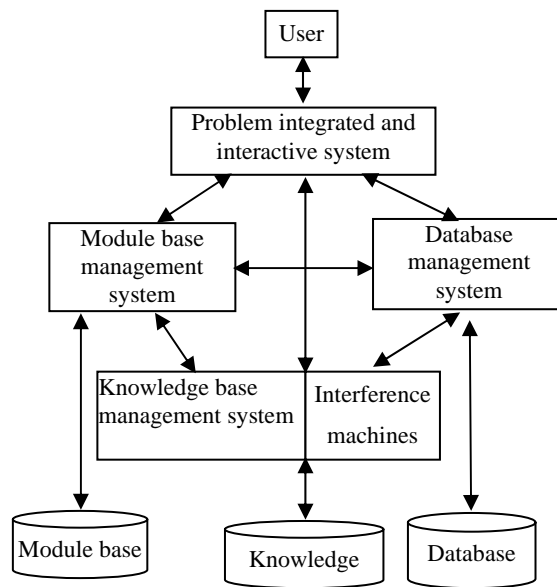 User
Problem integrated and
interactive system
Module base
management
system
Database
management
system
Knowledge base
management system
Interference
machines
Module base
Knowledge
Database